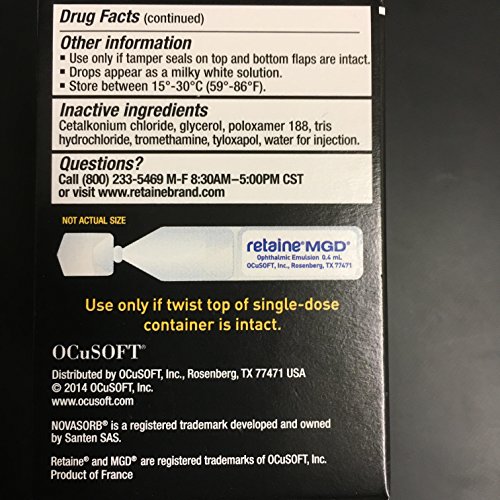 Drug Facts (continued)
Other information
▪ Use only if tamper seals on top and bottom flaps are intact.
▪ Drops appear as a milky white solution.
▪ Store between 15°-30°C (59°-86°F).
Inactive ingredients
Cetalkonium chloride, glycerol, poloxamer 188, tris
hydrochloride, tromethamine, tyloxapol, water for injection.
Questions?
Call (800) 233-5469 M-F 8:30AM–5:00PM CST
or visit www.retainebrand.com
NOT ACTUAL SIZE
retaine® MGD®
Ophthalmic Emulsion 0.4 mL
OCuSOFT, Inc., Rosenberg, TX 77471
Use only if twist top of single-dose
container is intact.
OCuSOFT®
Distributed by OCuSOFT, Inc., Rosenberg, TX 77471 USA
© 2014 OCuSOFT, Inc.
www.ocusoft.com
NOVASORB® is a registered trademark developed and owned
by Santen SAS.
Retaine® and MGD® are registered trademarks of OCuSOFT, Inc.
Product of France